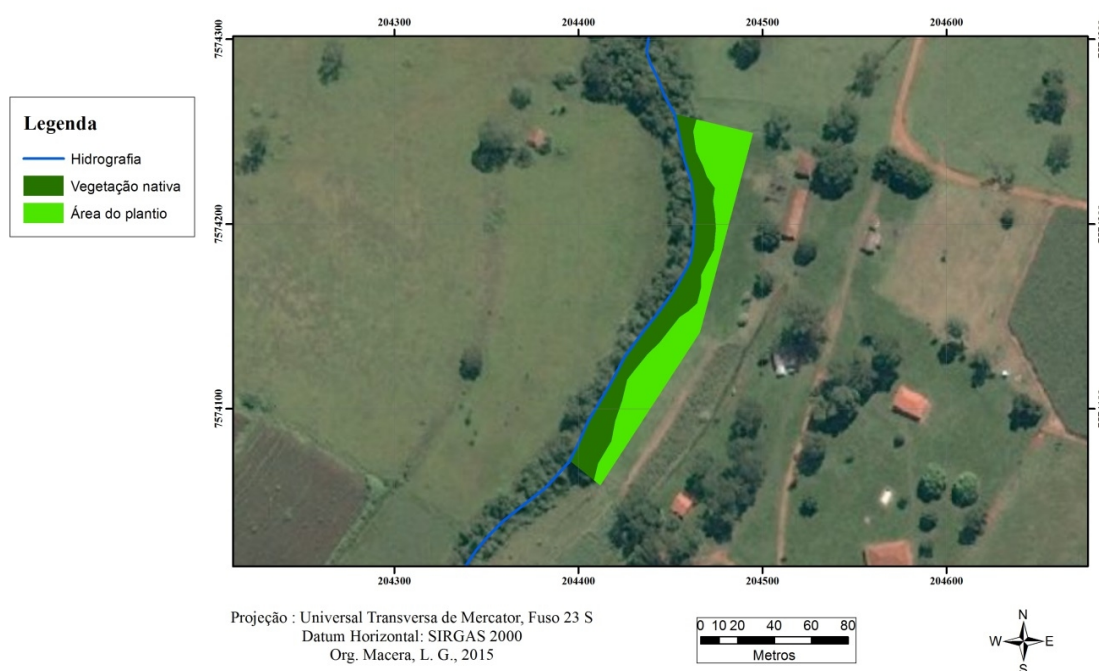 204300 204400 204500 204600
7574300
Legenda
Hidrografia
Vegetação nativa
Área do plantio
7574200
7574100
204300 204400 204500 204600
Projeção : Universal Transversa de Mercator, Fuso 23 S
Datum Horizontal: SIRGAS 2000
Org. Macera, L. G., 2015
0 10 20 40 60 80
Metros
N
W E
S